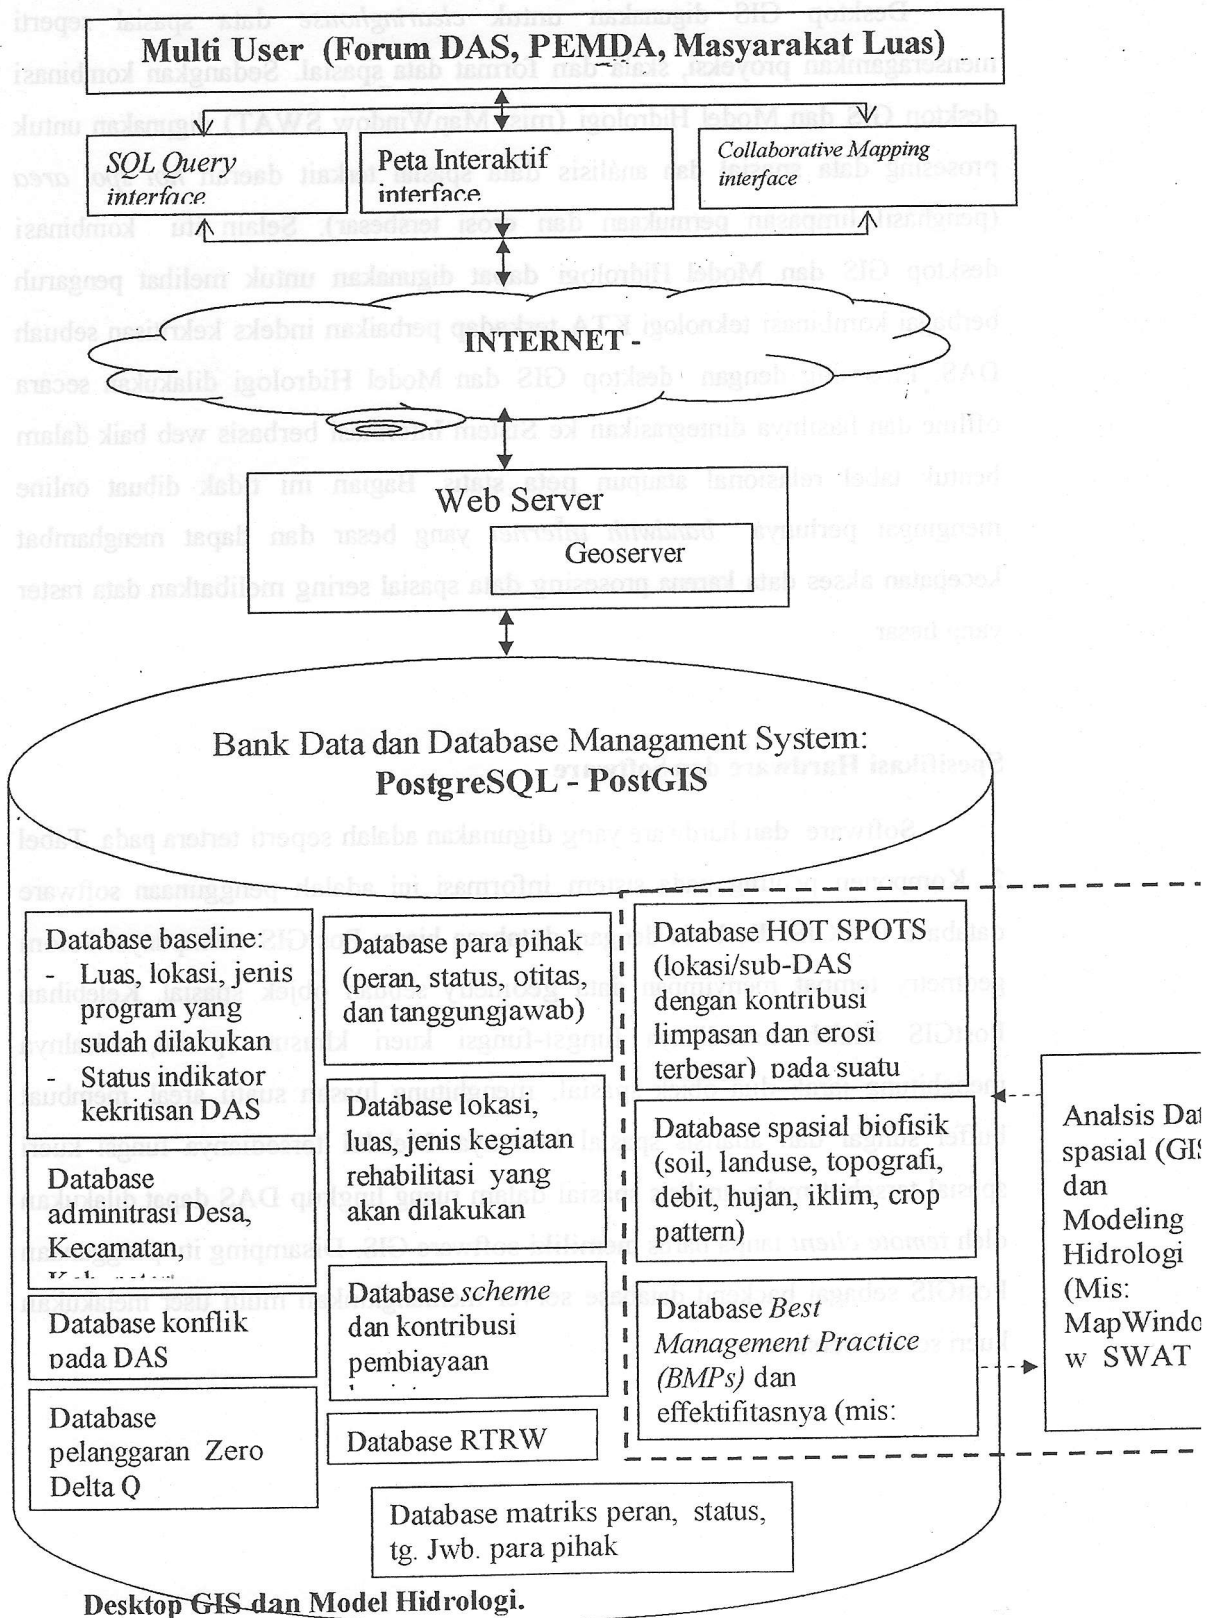 Multi User (Forum DAS, PEMDA, Masyarakat Luas)
SQL Query
interface
Peta Interaktif
interface
Collaborative Mapping
interface
INTERNET -
Web Server
Geoserver
Bank Data dan Database Managament System:
PostgreSQL - PostGIS
Database baseline:
- Luas, lokasi, jenis
program yang
sudah dilakukan
- Status indikator
kekritisan DAS
Database
adminitrasi Desa,
Kecamatan,
Database konflik
pada DAS
Database
pelanggaran Zero
Delta Q
Database para pihak
(peran, status, otitas,
dan tanggungjawab)
Database lokasi,
luas, jenis kegiatan
rehabilitasi yang
akan dilakukan
Database scheme
dan kontribusi
pembiayaan
Database RTRW
Database matriks peran, status,
tg. Jwb. para pihak
Database HOT SPOTS
(lokasi/sub-DAS
dengan kontribusi
limpasan dan erosi
terbesar) pada suatu
Database spasial biofisik
(soil, landuse, topografi,
debit, hujan, iklim, crop
pattern)
Database Best
Management Practice
(BMPs) dan
effektifitasnya (mis:
Analsis Dat
spasial (GIS
dan
Modeling
Hidrologi
(Mis:
MapWindo
w SWAT
Desktop GIS dan Model Hidrologi.